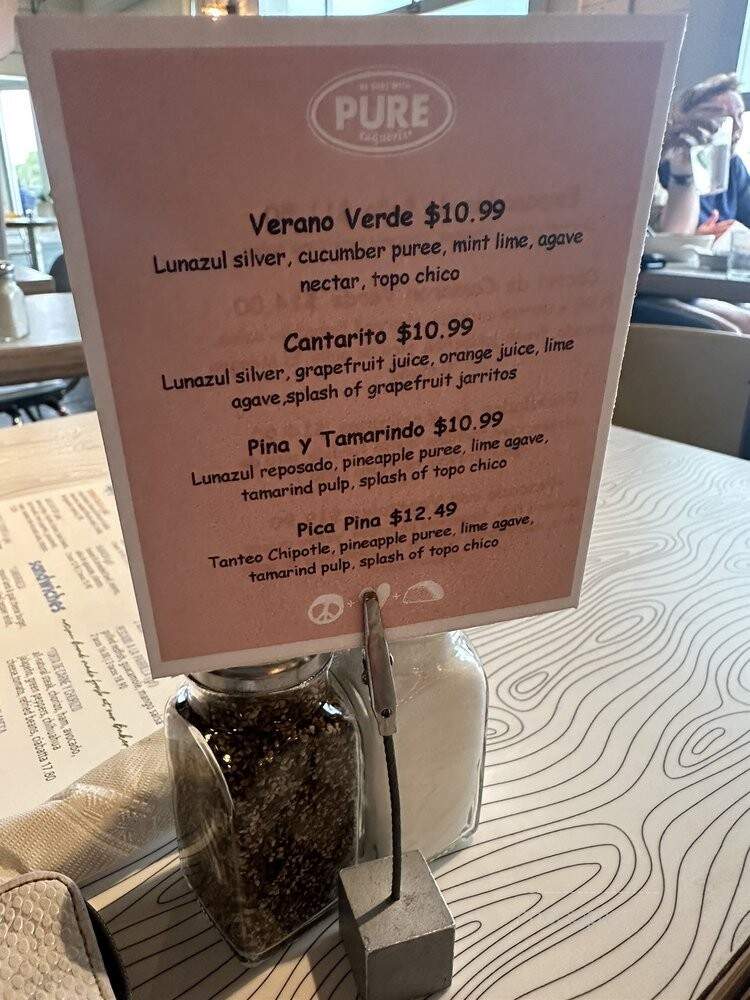 PURE
taqueria
Verano Verde $10.99
Lunazul silver, cucumber puree, mint lime, agave
nectar, topo chico
Cantarito $10.99
Lunazul silver, grapefruit juice, orange juice, lime
agave,splash of grapefruit jarritos
Pina y Tamarindo $10.99
Lunazul reposado, pineapple puree, lime agave,
tamarind pulp, splash of topo chico
Pica Pina $12.49
Tanteo Chipotle, pineapple puree, lime agave,
tamarind pulp, splash of topo chico
sandwiches